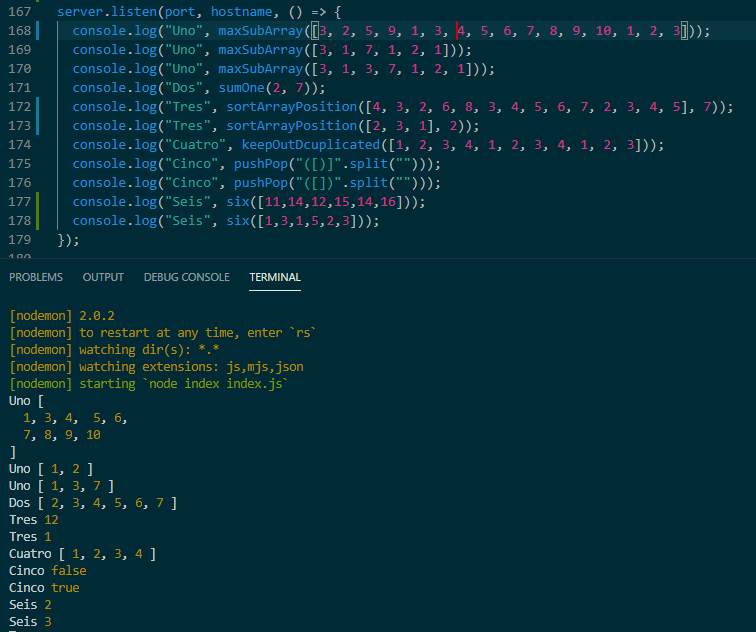 167 server.listen(port, hostname, () => {
168 console.log("Uno", maxSubArray([3, 2, 5, 9, 1, 3, 4, 5, 6, 7, 8, 9, 10, 1, 2, 3]));
169 console.log("Uno", maxSubArray([3, 1, 7, 1, 2, 1]));
170 console.log("Uno", maxSubArray([3, 1, 3, 7, 1, 2, 1]));
171 console.log("Dos", sumOne(2, 7));
172 console.log("Tres", sortArrayPosition([4, 3, 2, 6, 8, 3, 4, 5, 6, 7, 2, 3, 4, 5], 7));
173 console.log("Tres", sortArrayPosition([2, 3, 1], 2));
174 console.log("Cuatro", keepOutDcuplicated([1, 2, 3, 4, 1, 2, 3, 4, 1, 2, 3]));
175 console.log("Cinco", pushPop("([)]".split("")));
176 console.log("Cinco", pushPop("([])".split("")));
177 console.log("Seis", six([11,14,12,15,14,16]));
178 console.log("Seis", six([1,3,1,5,2,3]));
179 });
180
PROBLEMS OUTPUT DEBUG CONSOLE TERMINAL
[nodemon] 2.0.2
[nodemon] to restart at any time, enter `rs`
[nodemon] watching dir(s): *.*
[nodemon] watching extensions: js,mjs,json
[nodemon] starting `node index index.js`
Uno [
1, 3, 4, 5, 6,
7, 8, 9, 10
]
Uno [ 1, 2 ]
Uno [ 1, 3, 7 ]
Dos [ 2, 3, 4, 5, 6, 7 ]
Tres 12
Tres 1
Cuatro [ 1, 2, 3, 4 ]
Cinco false
Cinco true
Seis 2
Seis 3